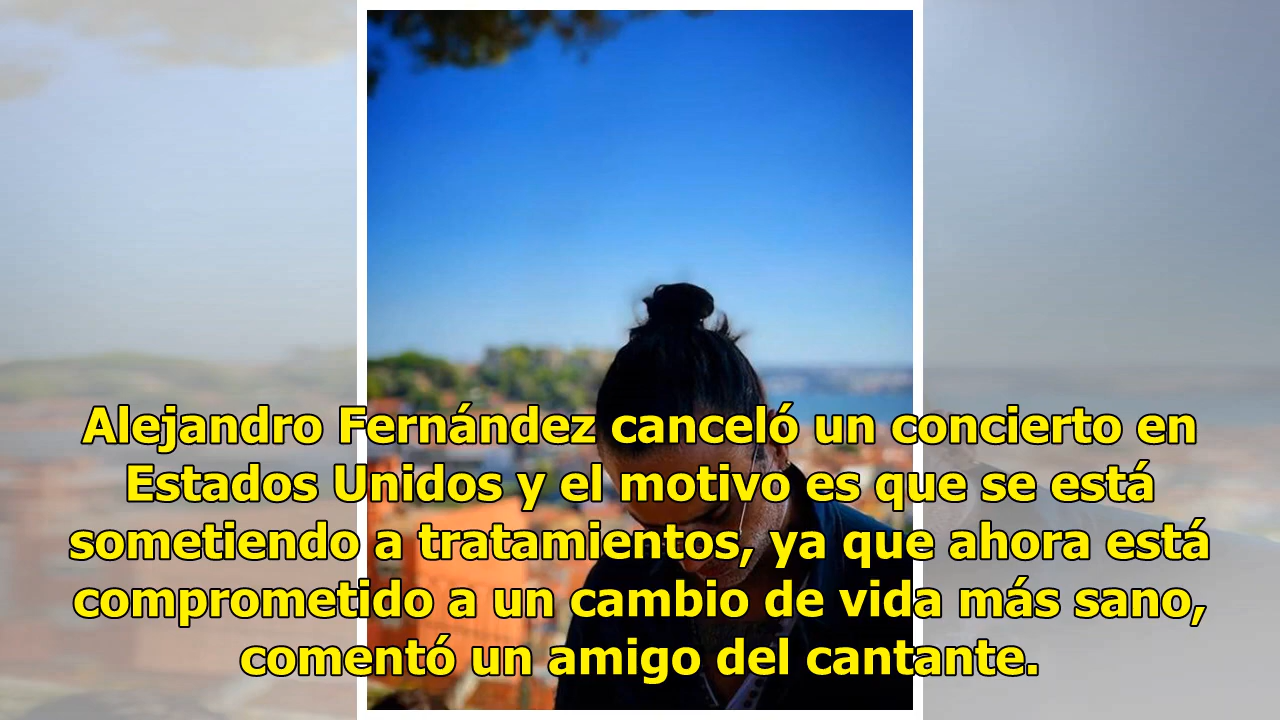 Alejandro Fernández canceló un concierto en
Estados Unidos y el motivo es que se está
sometiendo a tratamientos, ya que ahora está
comprometido a un cambio de vida más sano,
comentó un amigo del cantante.